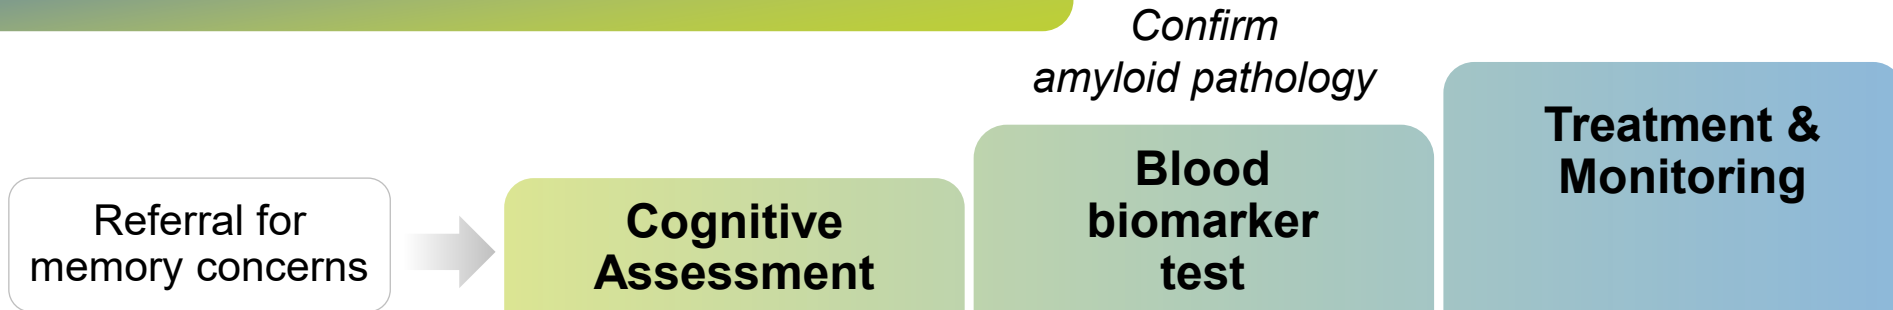 Referral for
memory concerns
Cognitive
Assessment
Confirm
amyloid pathology
Blood
biomarker
test
Treatment &
Monitoring